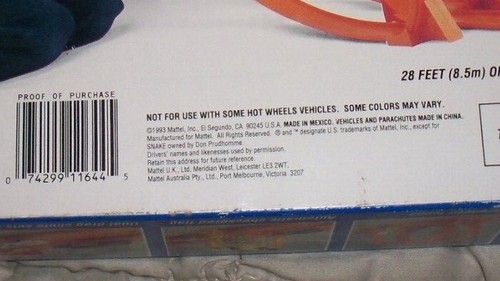 28 FEET (8.5m) O
PROOF OF PURCHASE
0 74299 11644 5
NOT FOR USE WITH SOME HOT WHEELS VEHICLES. SOME COLORS MAY VARY.
©1993 Mattel, Inc., El Segundo, CA 90245 U.S.A. MADE IN MEXICO. VEHICLES AND PARACHUTES MADE IN CHINA.
Manufactured for Mattel. All Rights Reserved. ® and ™ designate U.S. trademarks of Mattel, Inc., except for
SNAKE owned by Don Prudhomme.
Drivers' names and likenesses used by permission.
Retain this address for future reference.
Mattel U.K., Ltd. Meridian West, Leicester LE3 2WT.
Mattel Australia Pty., Ltd., Port Melbourne, Victoria 3207